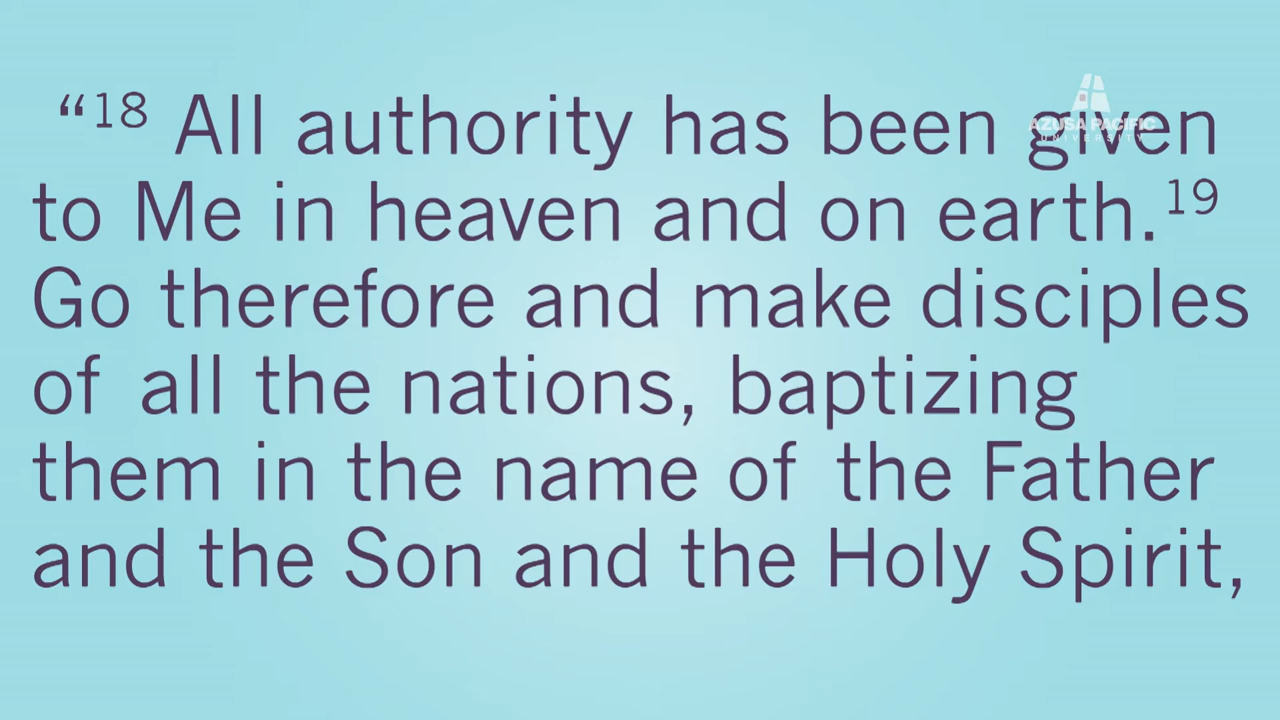 “18 All authority has been given
AZUSA PACIFIC
UNIVERSITY
to Me in heaven and on earth.19
Go therefore and make disciples
of all the nations, baptizing
them in the name of the Father
and the Son and the Holy Spirit,